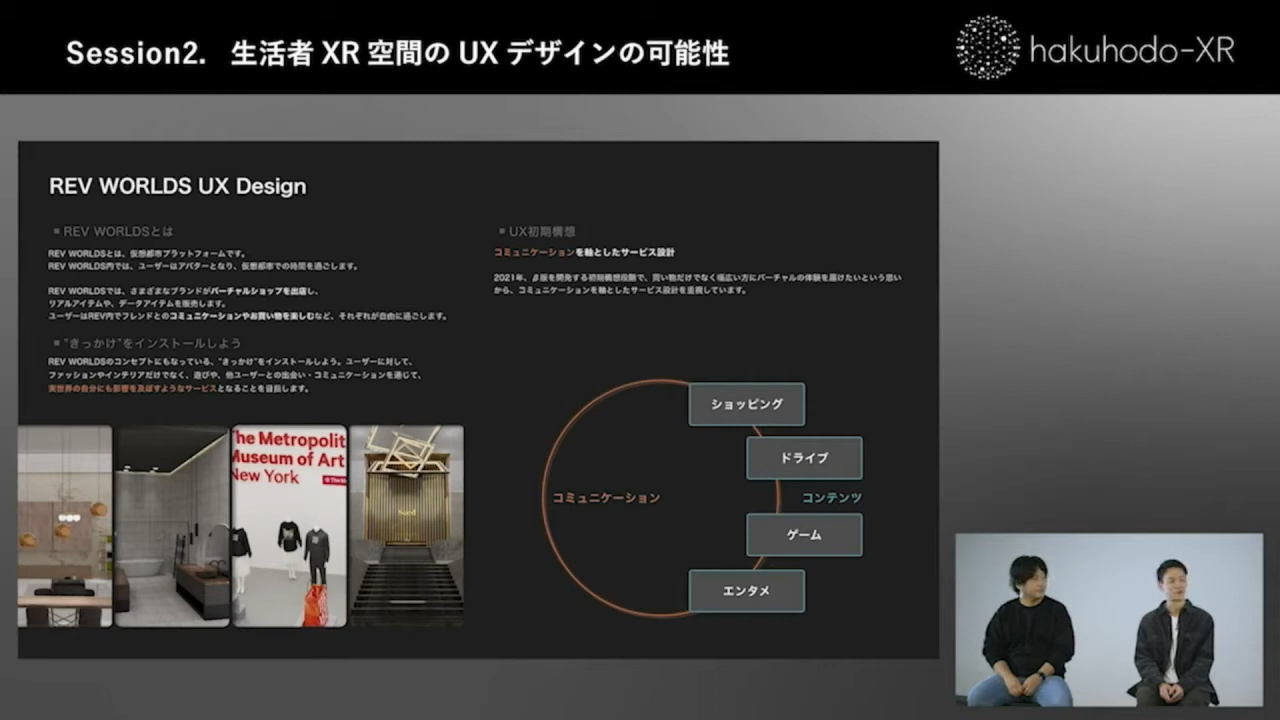 Session2. 生活者 XR 空間の UX デザインの可能性
hakuhodo-XR
REV WORLDS UX Design
■ REV WORLDSとは
REV WORLDSとは、仮想都市プラットフォームです。
REV WORLDS内では、ユーザーはアバターとなり、仮想都市での時間を過ごします。
REV WORLDSでは、さまざまなブランドがバーチャルショップを出店し、
リアルアイテムや、データアイテムを販売します。
ユーザーはREV内でフレンドとのコミュニケーションやお買い物を楽しむなど、それぞれが自由に過ごします。
■ "きっかけ"をインストールしよう
REV WORLDSのコンセプトにもなっている、"きっかけ"をインストールしよう。ユーザーに対して、
ファッションやインテリアだけでなく、遊びや、他ユーザーとの出会い・コミュニケーションを通じて、
実世界の自分にも影響を及ぼすようなサービスとなることを目指します。
The Metropolit
Museum of Art
New York
■ UX初期構想
コミュニケーションを軸としたサービス設計
2021年、β版を開発する初期構想段階で、買い物だけでなく幅広い方にバーチャルの体験を届けたいという思い
から、コミュニケーションを軸としたサービス設計を重視しています。
ショッピング
ドライブ
コミュニケーション
コンテンツ
ゲーム
エンタメ